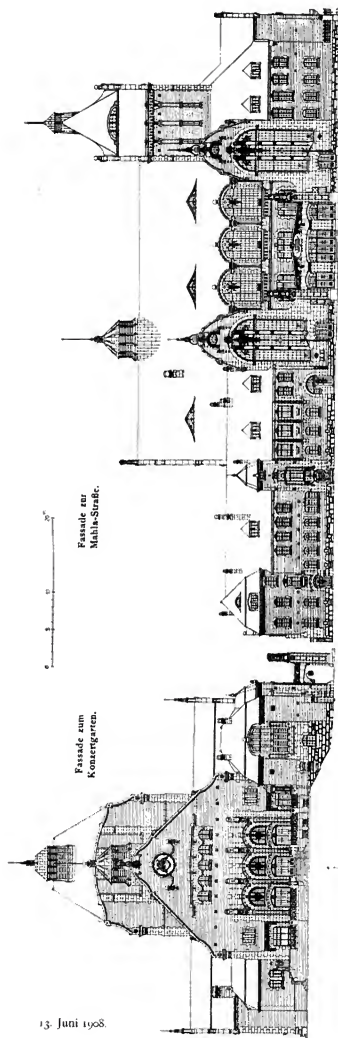 Fassade zur
Mahla-Straße.
Fassade zum
Konzertgarten.
13. Juni 1908.